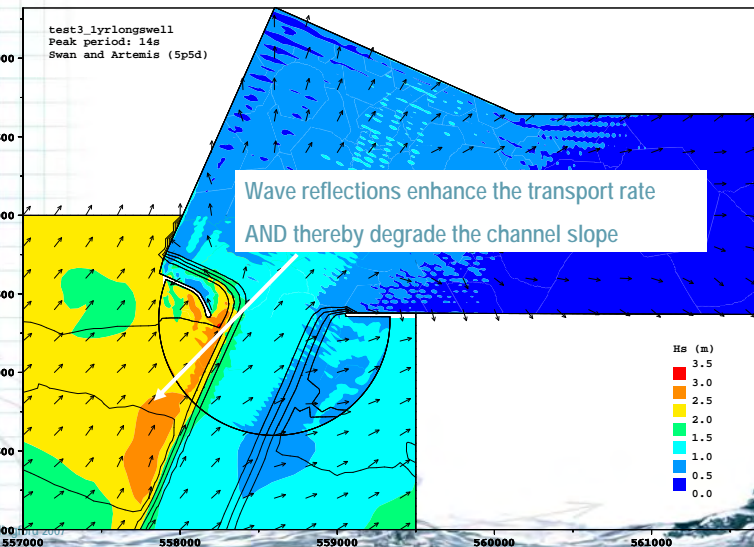 test3_1yrlongswell
Peak period: 14s
Swan and Artemis (5p5d)
Wave reflections enhance the transport rate
AND thereby degrade the channel slope
Hs (m)
3.5
3.0
2.5
2.0
1.5
1.0
0.5
0.0
557000
558000
559000
560000
561000
2007